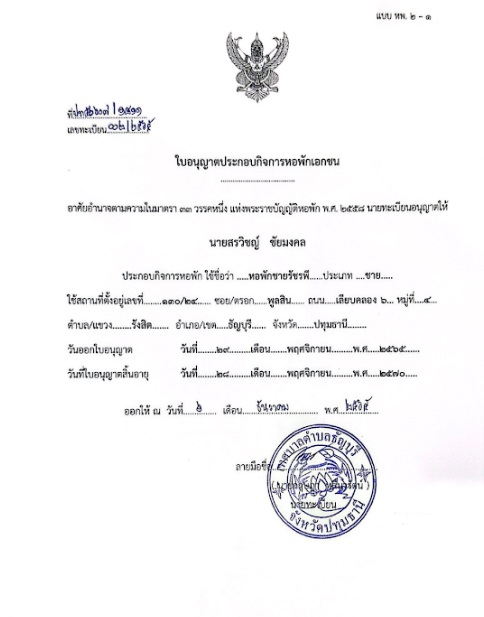 แบบ หพ. ๒ - ๑
ที่
เลขทะเบียน
ใบอนุญาตประกอบกิจการหอพักเอกชน
อาศัยอำนาจตามความในมาตรา ๓๓ วรรคหนึ่ง แห่งพระราชบัญญัติหอพัก พ.ศ. ๒๕๕๘ นายทะเบียนอนุญาตให้
นายสรวิชญ์ ชัยมงคล
ประกอบกิจการหอพัก ใช้ชื่อว่า .....หอพักชายรัชรพี......ประเภท ....ชาย.....
ใช้สถานที่ตั้งอยู่เลขที่........๑๓๐/๒๔...... ซอย/ตรอก.....พูลสิน...... ถนน.....เลียบคลอง ๖... หมู่ที่....๔....
ตำบล/แขวง.........รังสิต....... อำเภอ/เขต.....ธัญบุรี...... จังหวัด......ปทุมธานี........
วันออกใบอนุญาต วันที่........๒๙.........เดือน.......พฤศจิกายน.........พ.ศ.....๒๕๖๕......
วันที่ใบอนุญาตสิ้นอายุ วันที่........๒๘.........เดือน.......พฤศจิกายน.........พ.ศ.....๒๕๗๐.....
ออกให้ ณ วันที่ ๖ เดือน ธันวาคม พ.ศ. ๒๕๖๕
ลายมือชื่อ
นายทะเบียน
เทศบาลตำบลธัญบุรี
จังหวัดปทุมธานี